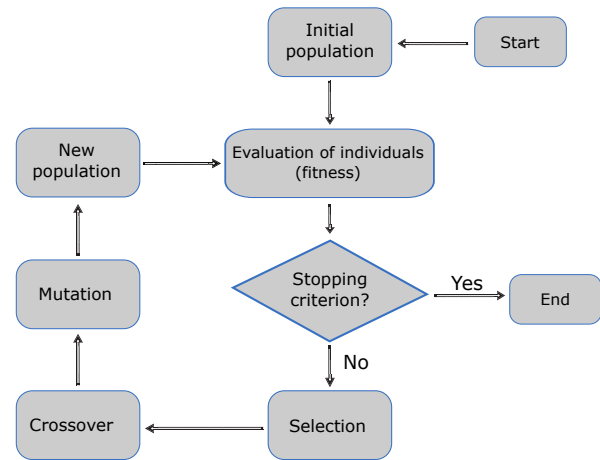 Initial
population
Start
New
population
Evaluation of individuals
(fitness)
Mutation
Stopping
criterion?
Yes
End
No
Crossover
Selection